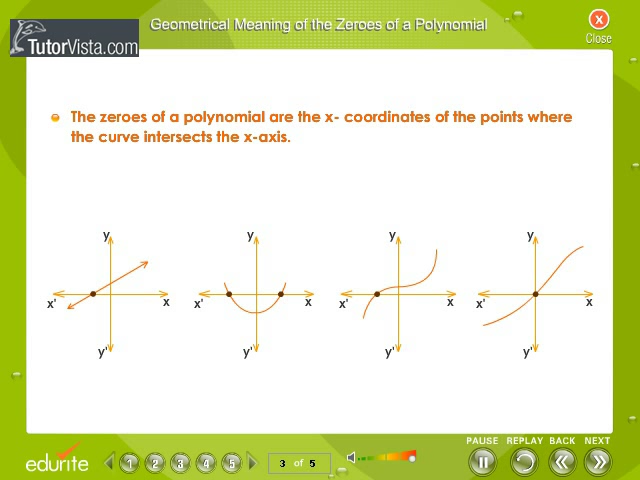 Geometrical Meaning of the Zeroes of a Polynomial
x
Close
TutorVista.com
The zeroes of a polynomial are the x- coordinates of the points where
the curve intersects the x-axis.
y y y y
x' x x' x x' x x' x
y' y' y' y'
PAUSE REPLAY BACK NEXT
edurite 1 2 3 4 5 3 of 5